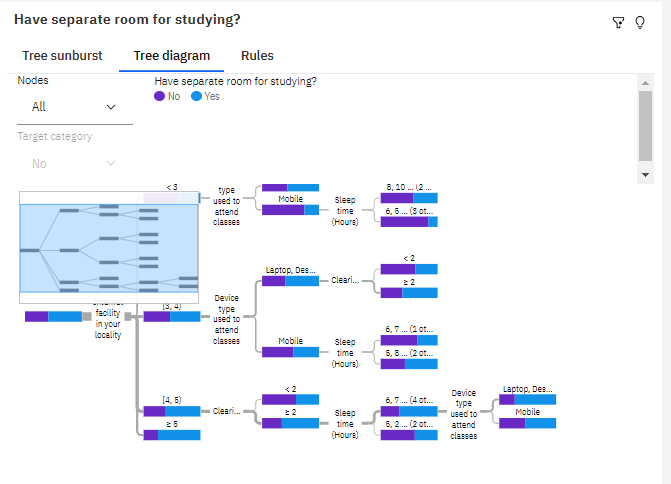 Have separate room for studying?
Tree sunburst
Tree diagram
Rules
Nodes
All
Target category
No
Have separate room for studying?
No
Yes
< 3
type
used to
attend
classes
Mobile
Sleep
time
(Hours)
8, 10 ... (2 ...
6, 5 ... (3 ot...
facility
in your
locality
[3, 4)
Device
type
used to
attend
classes
Laptop, Des...
Cleari...
< 2
≥ 2
Mobile
Sleep
time
(Hours)
6, 7 ... (1 ot...
5, 8 ... (2 ot...
[4, 5)
≥ 5
Cleari...
< 2
≥ 2
Sleep
time
(Hours)
6, 7 ... (4 ot...
5, 2 ... (2 ot...
Device
type
used to
attend
classes
Laptop, Des...
Mobile